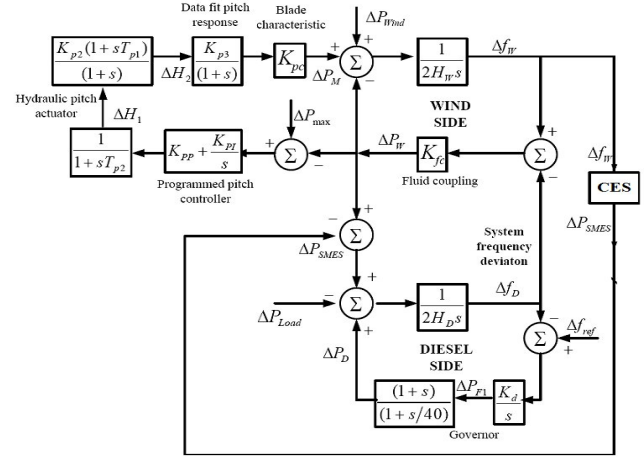 Data fit pitch
response
Blade
characteristic
ΔP_Wind
K_p2(1+sT_p1)
(1+s)
ΔH_2
K_p3
(1+s)
K_pc
ΔP_M
+
+
Σ
−
1
2H_W s
Δf_W
Hydraulic pitch
actuator
ΔH_1
ΔP_max
WIND
SIDE
1
1+sT_p2
K_PP + K_PI
s
+
Σ
−
ΔP_W
K_fc
+
Σ
−
Δf_W
CES
Programmed pitch
controller
Fluid coupling
ΔP_SMES
−
+
Σ
ΔP_SMES
System
frequency
deviaton
+
−
Σ
+
ΔP_Load
1
2H_D s
Δf_D
−
Σ
+
Δf_ref
ΔP_D
DIESEL
SIDE
(1+s)
(1+s/40)
ΔP_F1
K_d
s
Governor